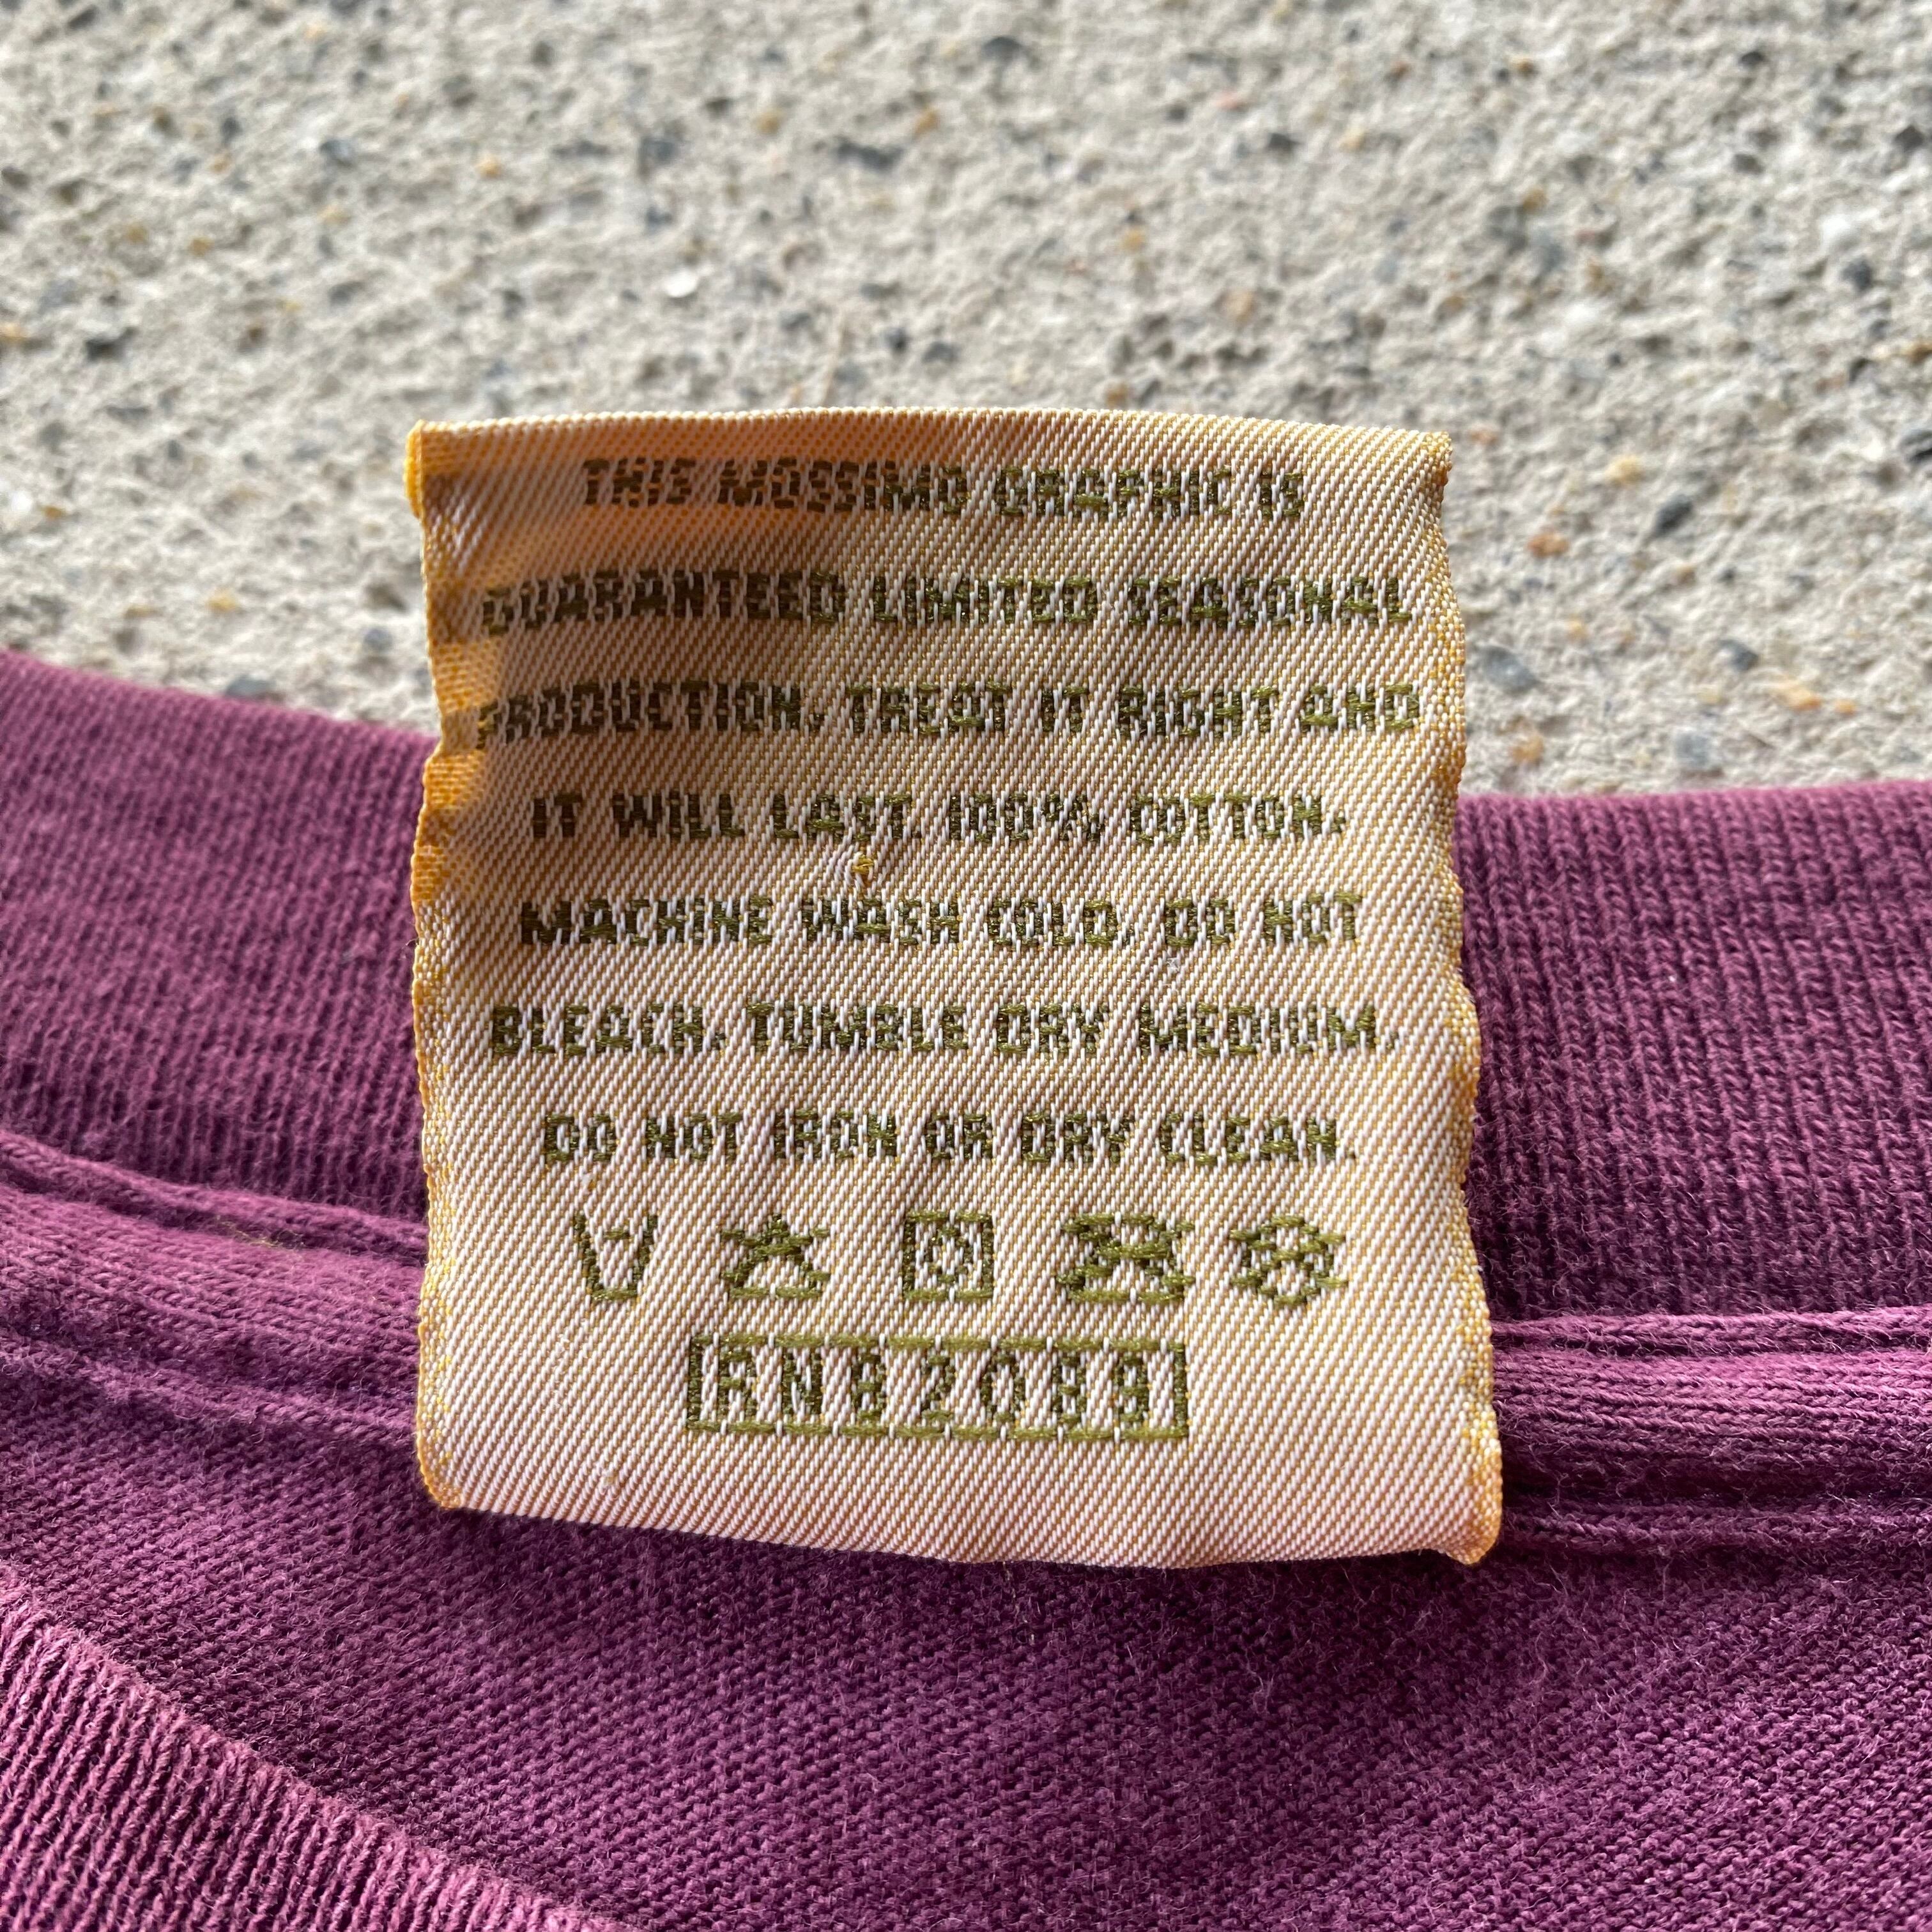 THIS MOSSIMO GRAPHIC IS
GUARANTEED LIMITED SEASONAL
PRODUCTION. TREAT IT RIGHT AND
IT WILL LAST. 100% COTTON.
MACHINE WASH COLD. DO NOT
BLEACH. TUMBLE DRY MEDIUM.
DO NOT IRON OR DRY CLEAN.